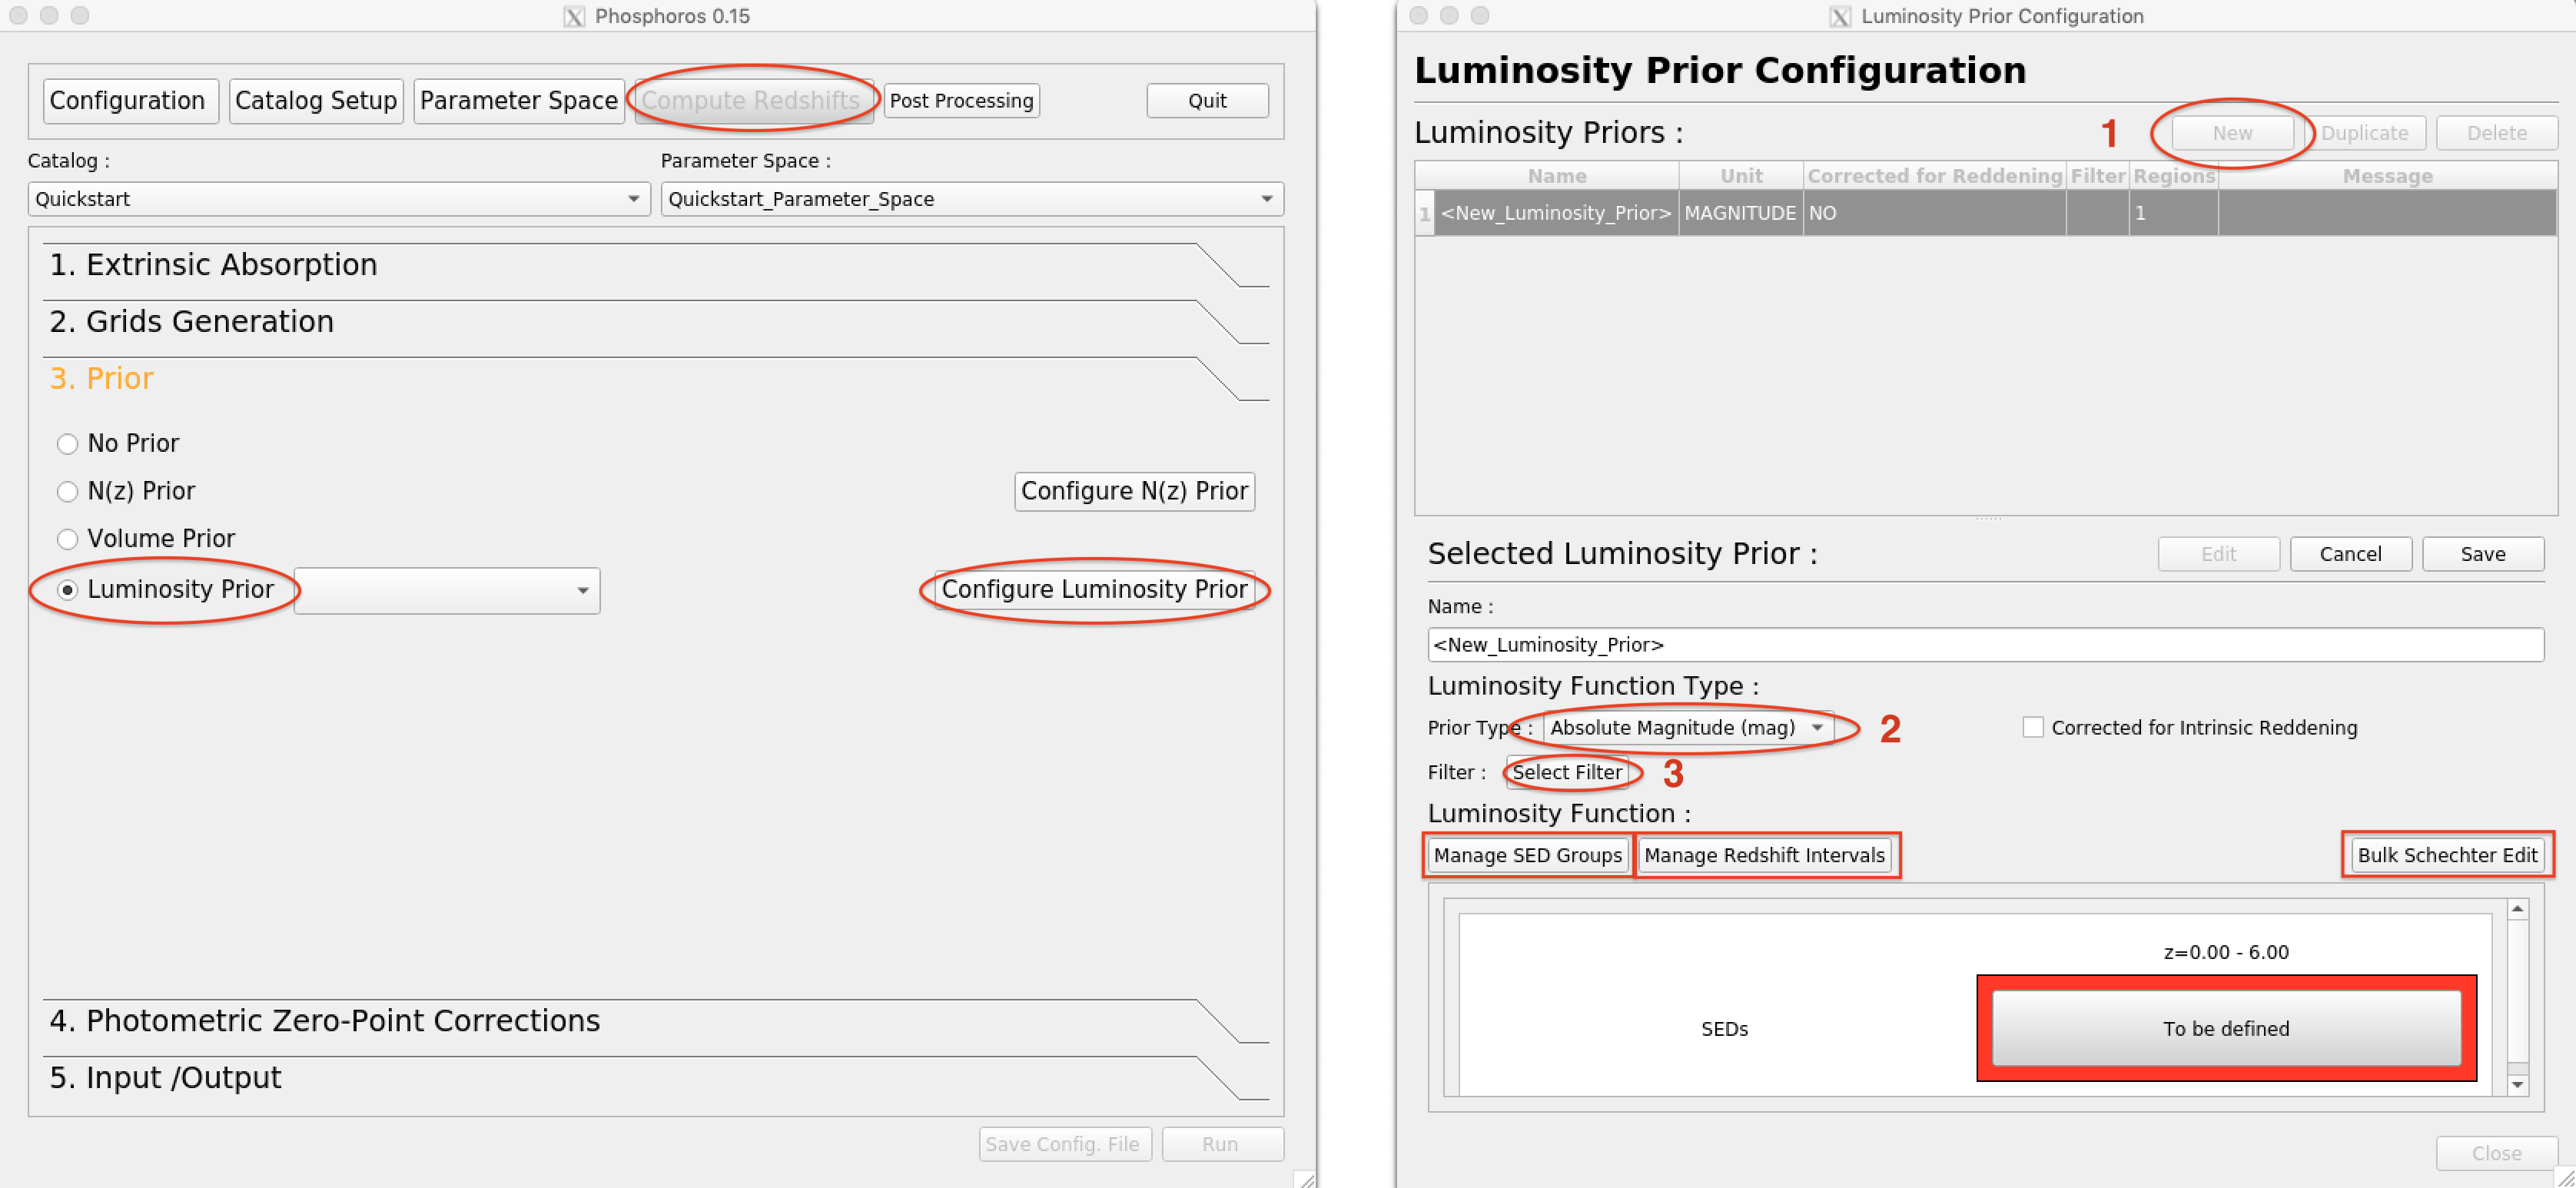 Phosphoros 0.15
Configuration Catalog Setup Parameter Space Compute Redshifts Post Processing Quit
Catalog : Parameter Space :
Quickstart Quickstart_Parameter_Space
1. Extrinsic Absorption
2. Grids Generation
3. Prior
No Prior
N(z) Prior Configure N(z) Prior
Volume Prior
Luminosity Prior Configure Luminosity Prior
4. Photometric Zero-Point Corrections
5. Input /Output
Save Config. File Run
Luminosity Prior Configuration
Luminosity Prior Configuration
Luminosity Priors : 1 New Duplicate Delete
Name Unit Corrected for Reddening Filter Regions Message
1 <New_Luminosity_Prior> MAGNITUDE NO 1
Selected Luminosity Prior : Edit Cancel Save
Name :
<New_Luminosity_Prior>
Luminosity Function Type :
Prior Type : Absolute Magnitude (mag) 2 Corrected for Intrinsic Reddening
Filter : Select Filter 3
Luminosity Function :
Manage SED Groups Manage Redshift Intervals Bulk Schechter Edit
z=0.00 - 6.00
SEDs To be defined
Close